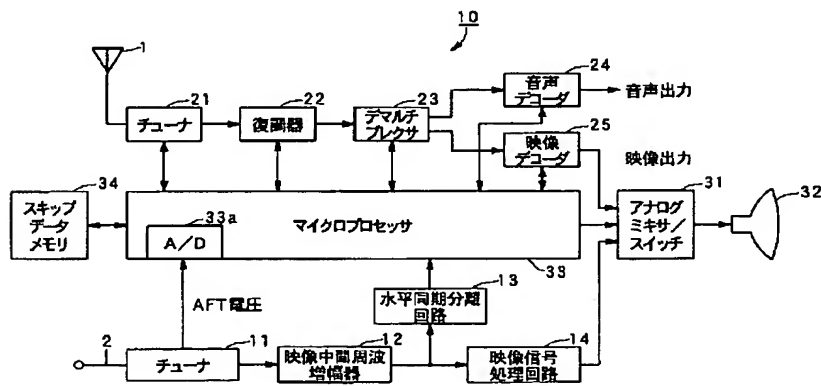 10
1
21
22
23
24
音声
デコーダ
音声出力
チューナ
復調器
デマルチ
プレクサ
25
映像
デコーダ
映像出力
34
スキップ
データ
メモリ
33a
A/D
マイクロプロセッサ
33
31
アナログ
ミキサ/
スイッチ
32
AFT電圧
13
水平同期分離
回路
2
11
チューナ
12
映像中間周波
増幅器
14
映像信号
処理回路